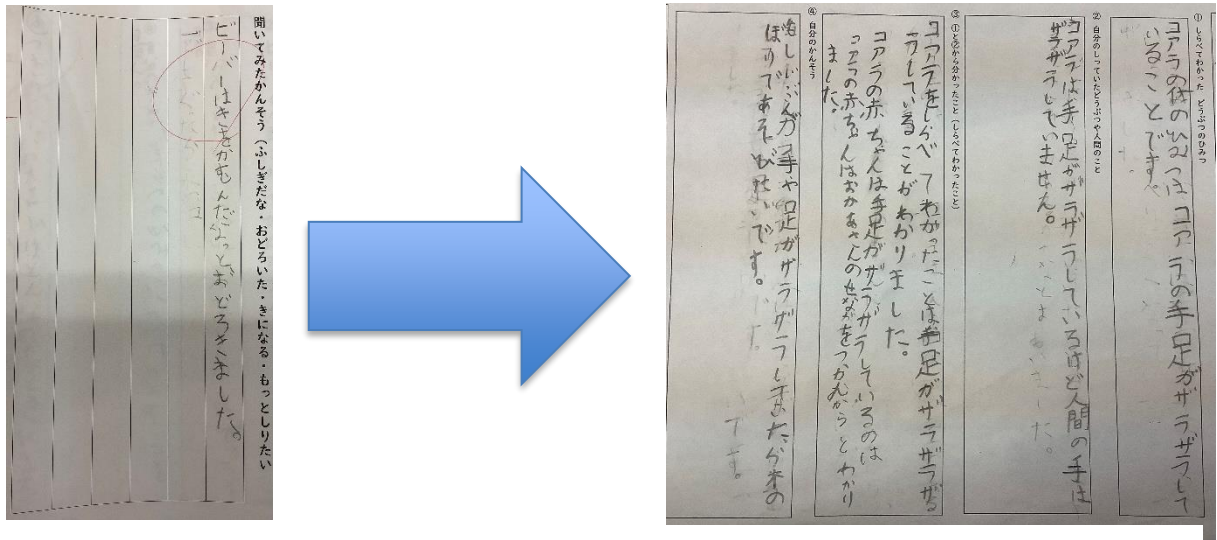 聞いてみたかんそう（ふしぎだな・おどろいた・きになる・もっとしりたい
ビーバーはきをかむんだなっとおどろきました。
① しらべてわかった どうぶつのひみつ
コアラの体のひみつはコアラの手足がザラザラして
いることです。
② 自分のしっていたどうぶつや人間のこと
コアラは手足がザラザラしているけど人間の手は
ザラザラしていません。
③ ①と②から分かったこと（しらべてわかったこと）
コアラをしらべてわかったことは手足がザラザラ
うしていることがわかりました。
コアラの赤ちゃんは手足がザラザラしているのは
コアラの赤ちゃんはおかあさんのせなかをつかむからとわかり
ました。
④ 自分のかんそう
もしじぶんが手や足がザラザラしてたら木の
ぼりであそびたいです。